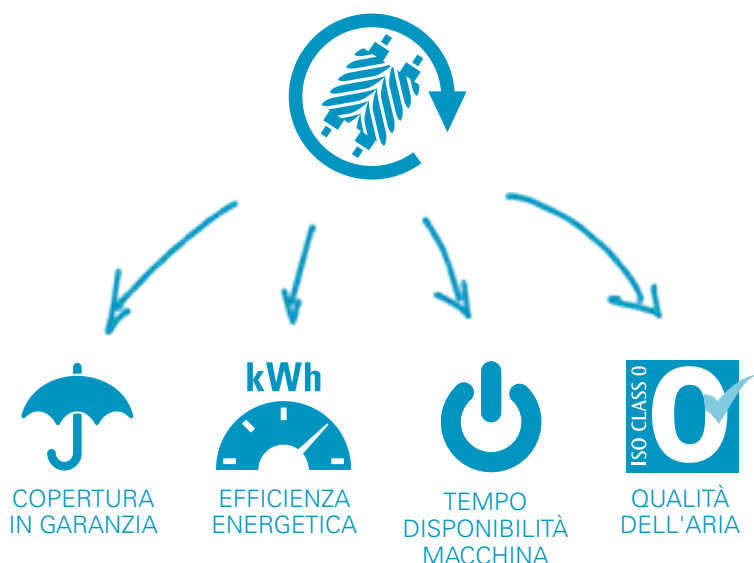 kWh
ISO CLASS 0
0
COPERTURA
IN GARANZIA
EFFICIENZA
ENERGETICA
TEMPO
DISPONIBILITÀ
MACCHINA
QUALITÀ
DELL'ARIA